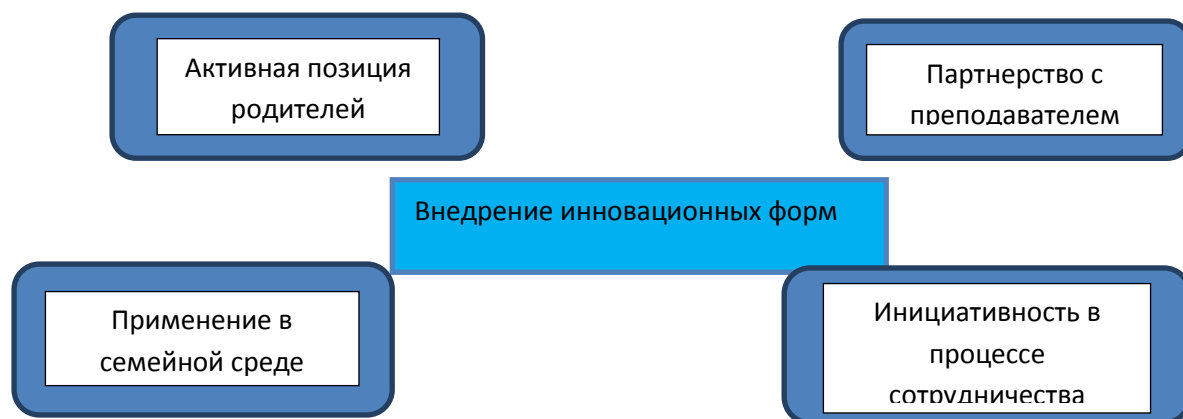 Активная позиция
родителей
Партнерство с
преподавателем
Внедрение инновационных форм
Применение в
семейной среде
Инициативность в
процессе
сотрудничества